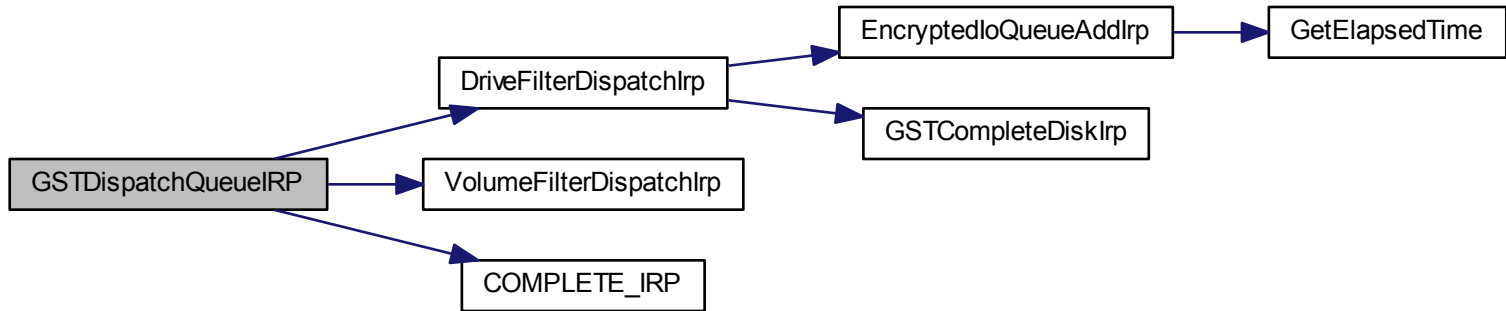 GSTDispatchQueueIRP
DriveFilterDispatchIrp
EncryptedIoQueueAddIrp
GetElapsedTime
GSTCompleteDiskIrp
VolumeFilterDispatchIrp
COMPLETE_IRP